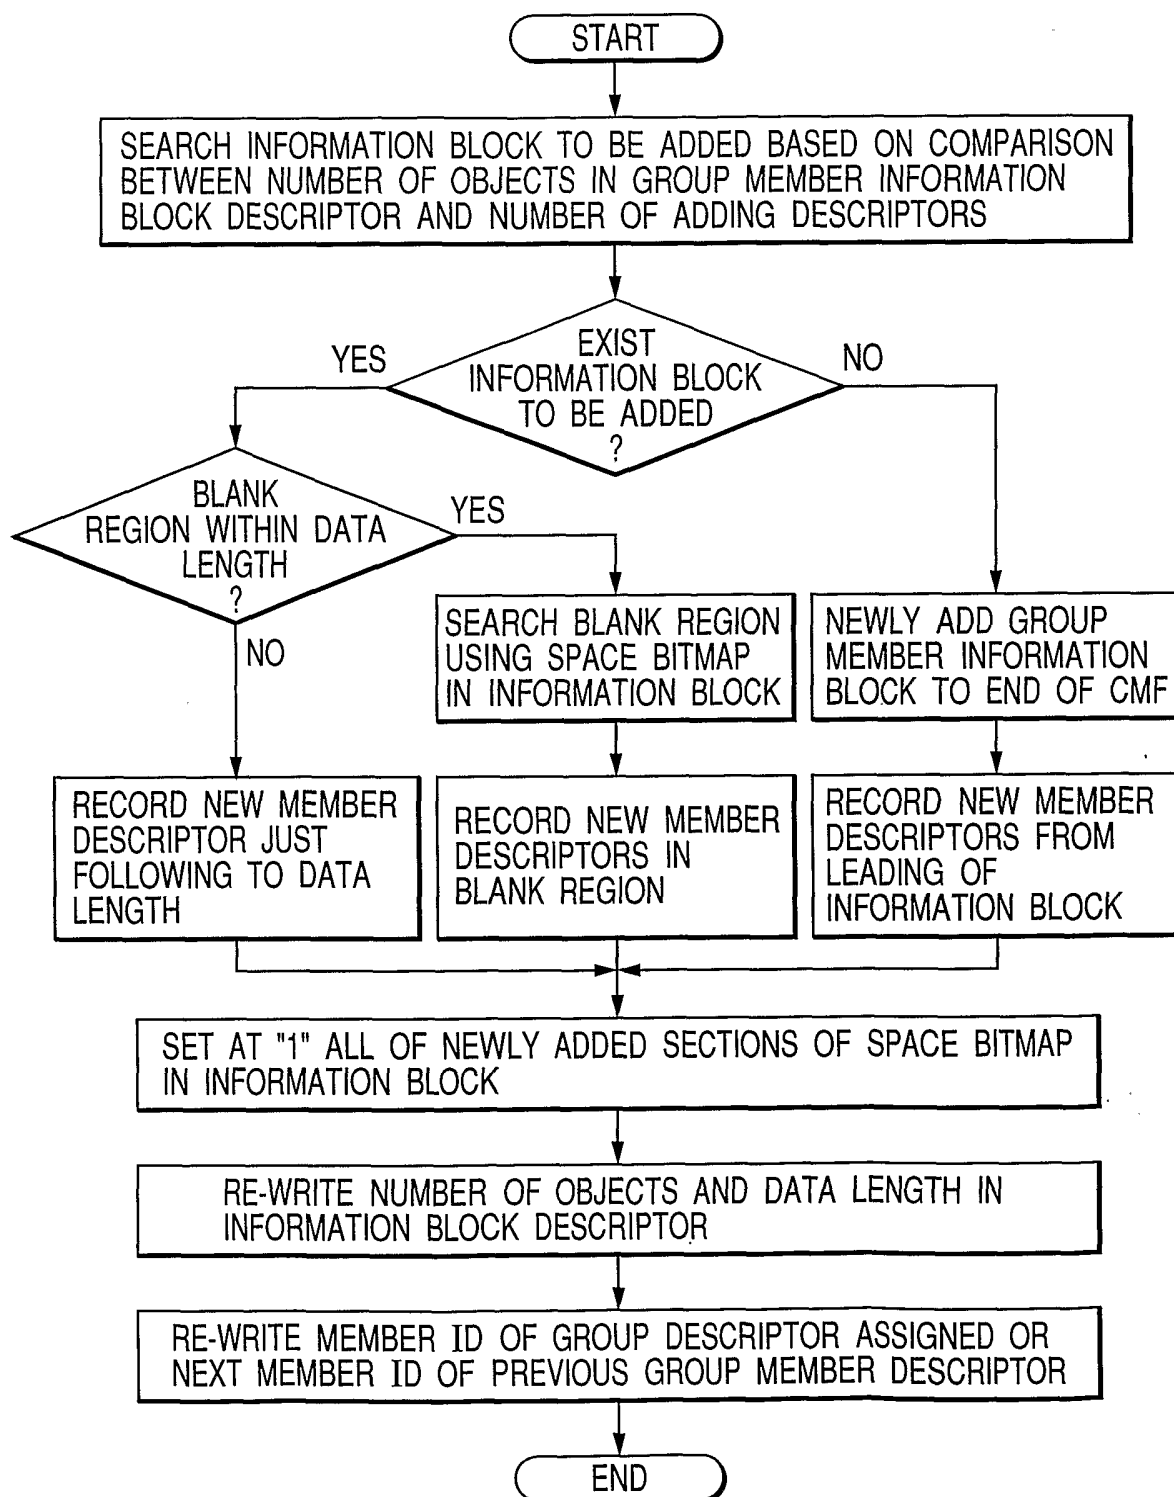 START
SEARCH INFORMATION BLOCK TO BE ADDED BASED ON COMPARISON
BETWEEN NUMBER OF OBJECTS IN GROUP MEMBER INFORMATION
BLOCK DESCRIPTOR AND NUMBER OF ADDING DESCRIPTORS
EXIST
INFORMATION BLOCK
TO BE ADDED
?
YES
NO
BLANK
REGION WITHIN DATA
LENGTH
?
YES
NO
SEARCH BLANK REGION
USING SPACE BITMAP
IN INFORMATION BLOCK
NEWLY ADD GROUP
MEMBER INFORMATION
BLOCK TO END OF CMF
RECORD NEW MEMBER
DESCRIPTOR JUST
FOLLOWING TO DATA
LENGTH
RECORD NEW MEMBER
DESCRIPTORS IN
BLANK REGION
RECORD NEW MEMBER
DESCRIPTORS FROM
LEADING OF
INFORMATION BLOCK
SET AT "1" ALL OF NEWLY ADDED SECTIONS OF SPACE BITMAP
IN INFORMATION BLOCK
RE-WRITE NUMBER OF OBJECTS AND DATA LENGTH IN
INFORMATION BLOCK DESCRIPTOR
RE-WRITE MEMBER ID OF GROUP DESCRIPTOR ASSIGNED OR
NEXT MEMBER ID OF PREVIOUS GROUP MEMBER DESCRIPTOR
END